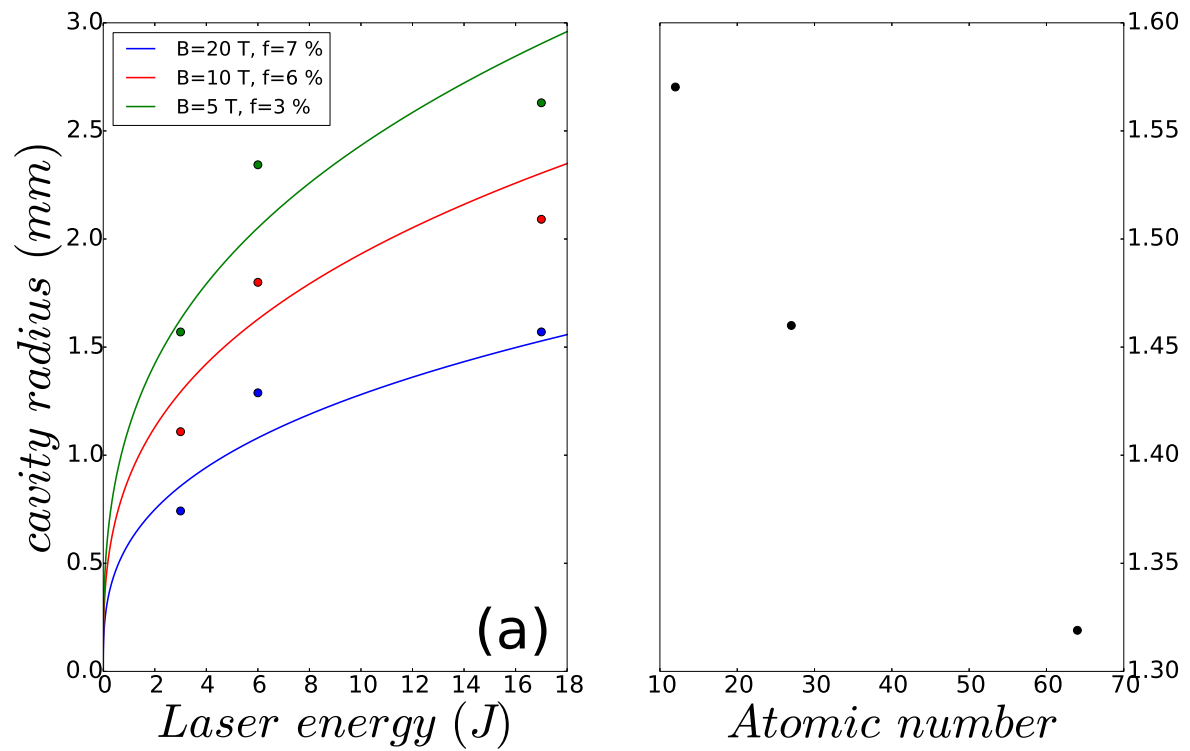 3.0
2.5
2.0
1.5
1.0
0.5
0.0
cavity radius (mm)
B=20 T, f=7 %
B=10 T, f=6 %
B=5 T, f=3 %
(a)
0 2 4 6 8 10 12 14 16 18
Laser energy (J)
1.60
1.55
1.50
1.45
1.40
1.35
1.30
10 20 30 40 50 60 70
Atomic number